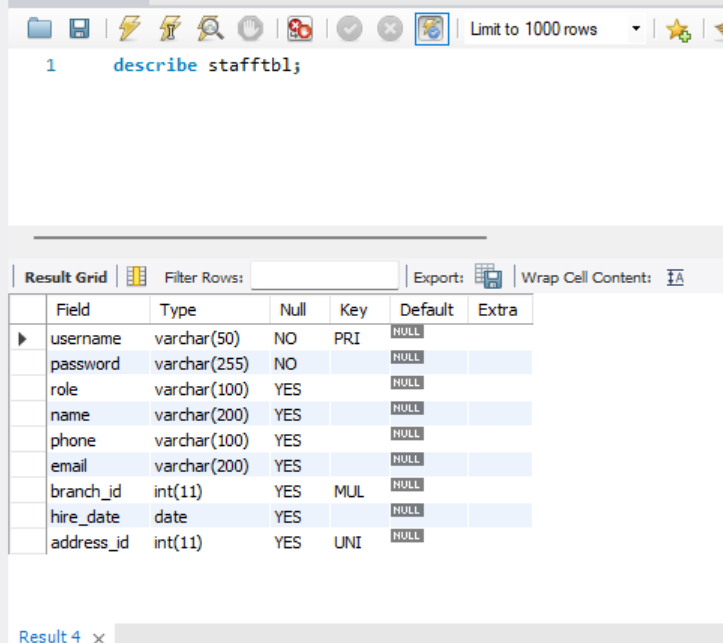 Limit to 1000 rows
1 describe stafftbl;
Result Grid Filter Rows: Export: Wrap Cell Content: IA
Field Type Null Key Default Extra
username varchar(50) NO PRI NULL
password varchar(255) NO NULL
role varchar(100) YES NULL
name varchar(200) YES NULL
phone varchar(100) YES NULL
email varchar(200) YES NULL
branch_id int(11) YES MUL NULL
hire_date date YES NULL
address_id int(11) YES UNI NULL
Result 4 ×